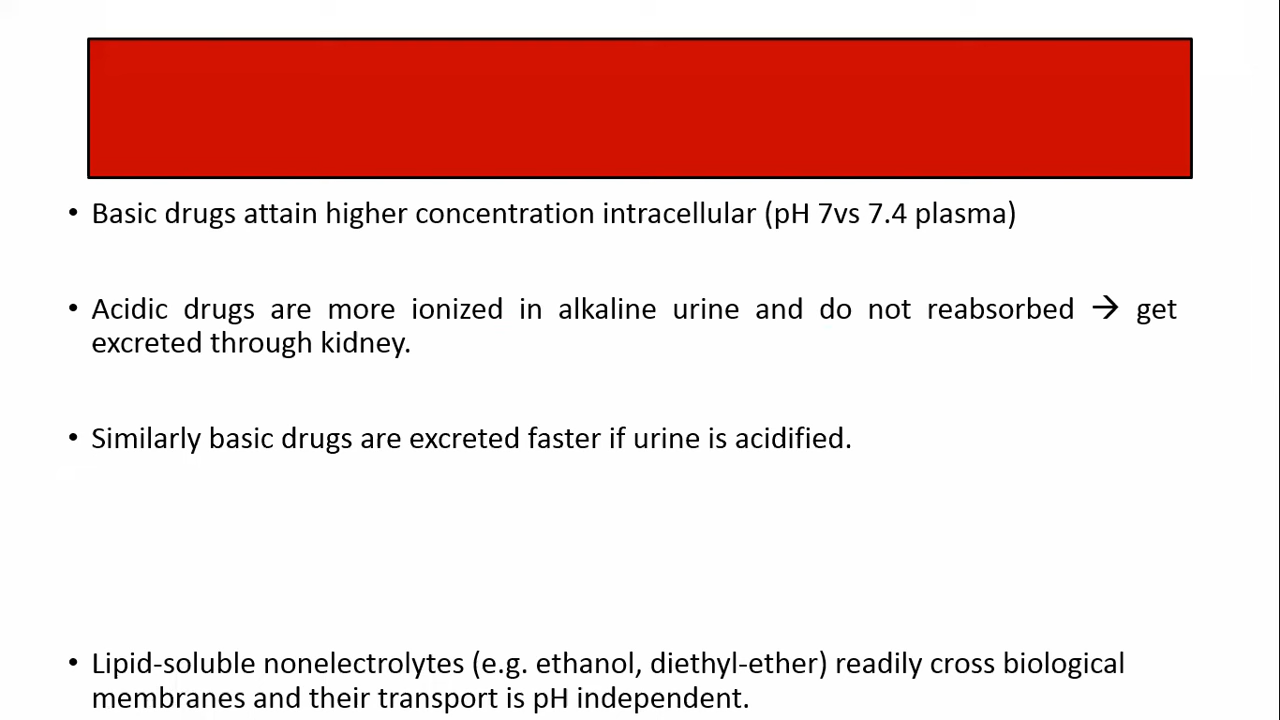 • Basic drugs attain higher concentration intracellular (pH 7vs 7.4 plasma)
• Acidic drugs are more ionized in alkaline urine and do not reabsorbed → get
excreted through kidney.
• Similarly basic drugs are excreted faster if urine is acidified.
• Lipid-soluble nonelectrolytes (e.g. ethanol, diethyl-ether) readily cross biological
membranes and their transport is pH independent.